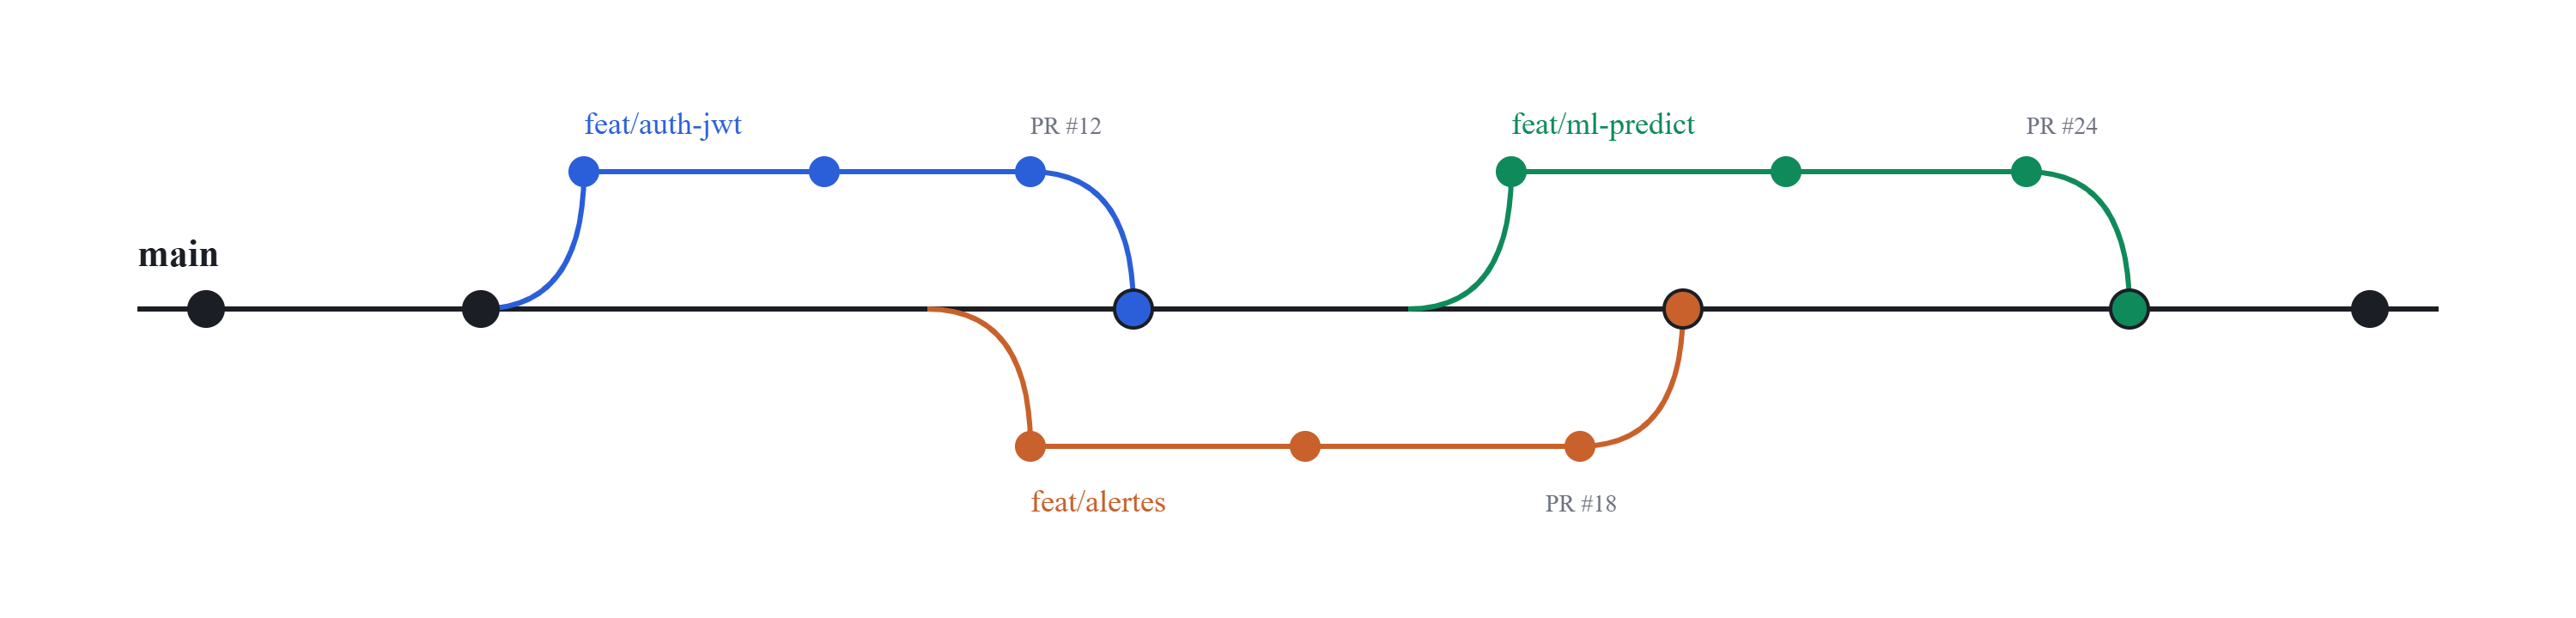 feat/auth-jwt
PR #12
feat/ml-predict
PR #24
main
feat/alertes
PR #18